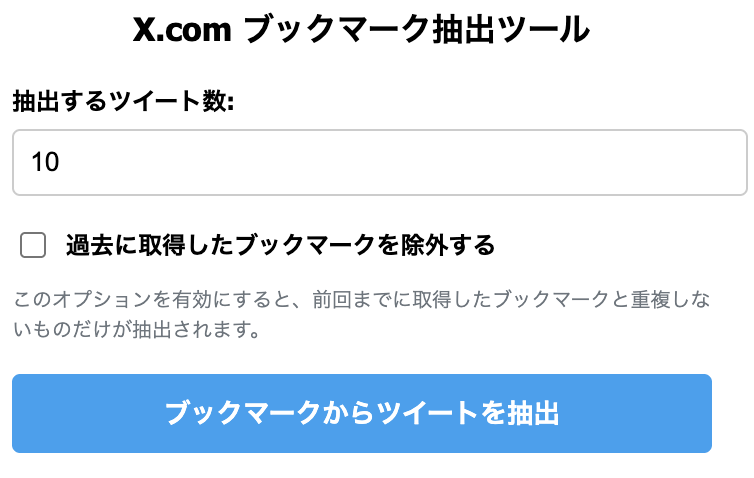 X.com ブックマーク抽出ツール
抽出するツイート数:
10
過去に取得したブックマークを除外する
このオプションを有効にすると、前回までに取得したブックマークと重複しな
いものだけが抽出されます。
ブックマークからツイートを抽出